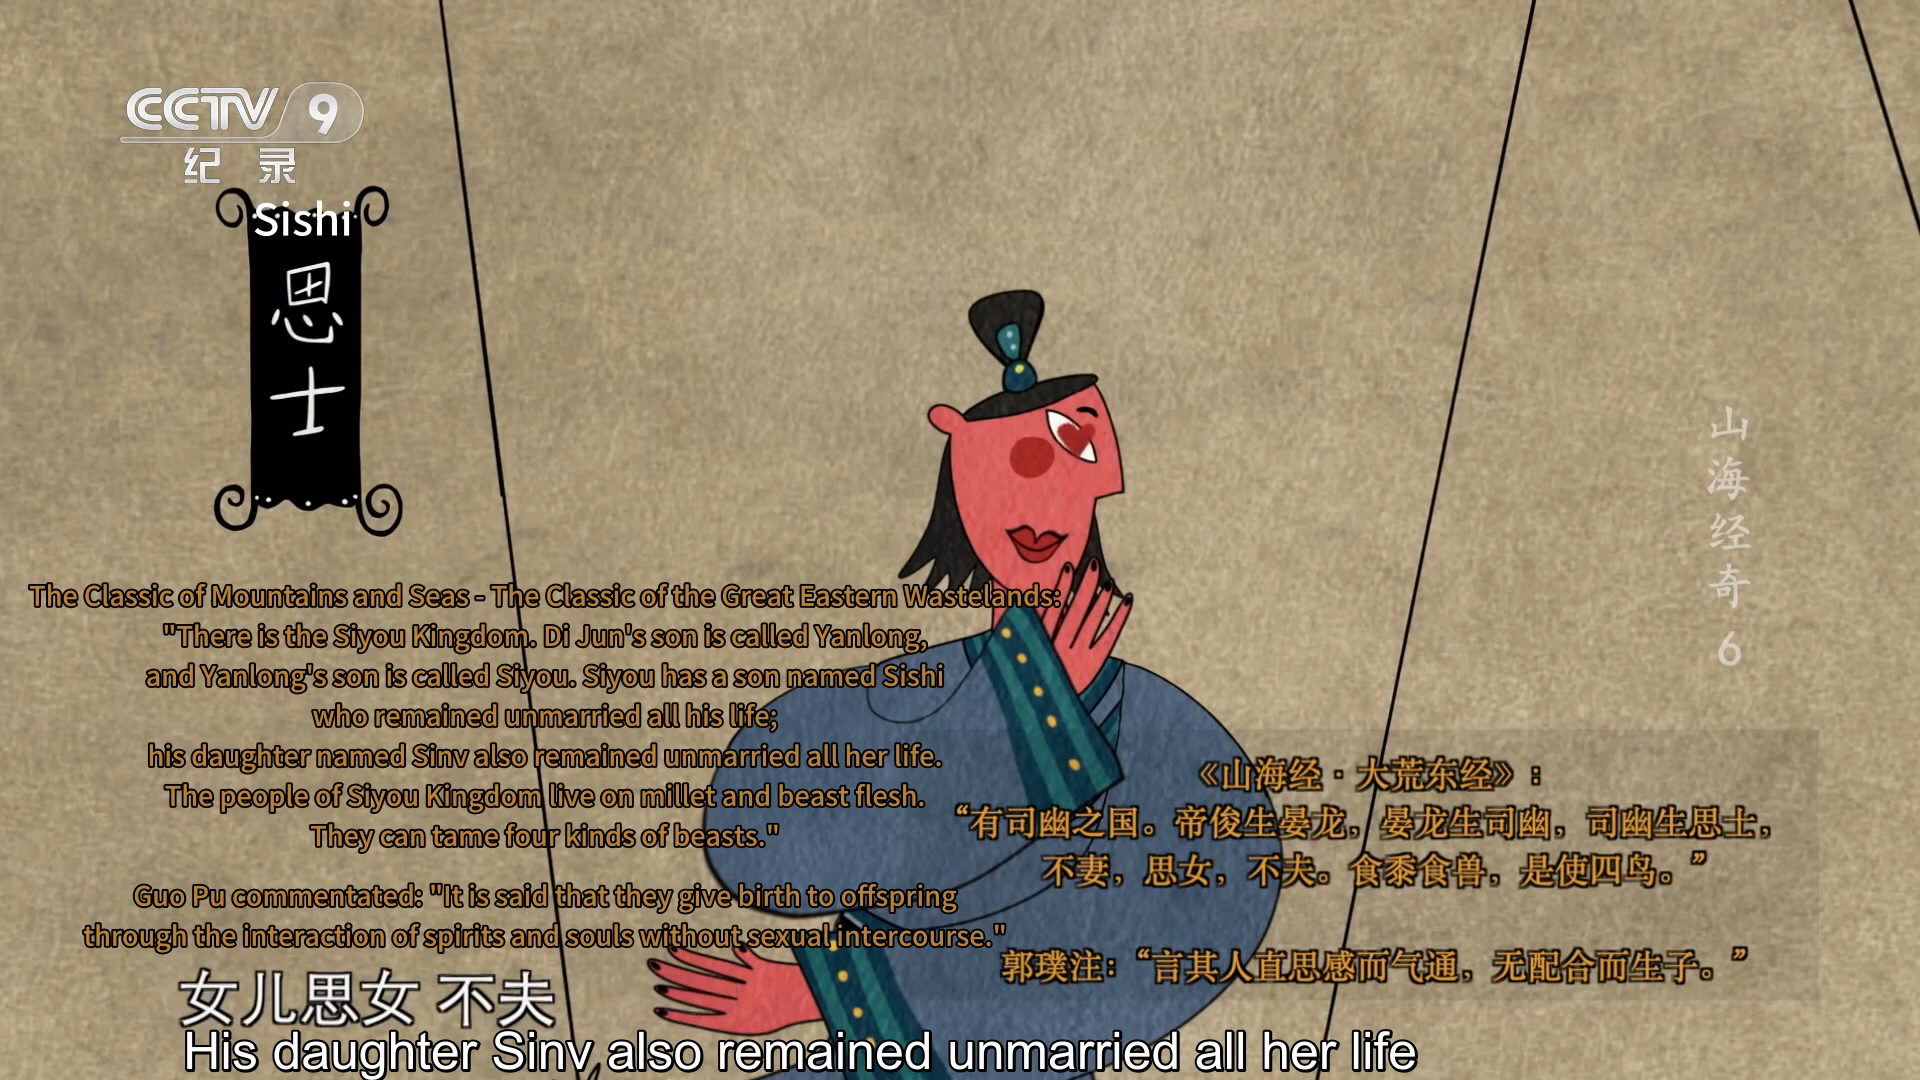 CCTV 9
纪录
Sishi
思士
The Classic of Mountains and Seas - The Classic of the Great Eastern Wastelands:
"There is the Siyou Kingdom. Di Jun's son is called Yanlong,
and Yanlong's son is called Siyou. Siyou has a son named Sishi
who remained unmarried all his life;
his daughter named Sinv also remained unmarried all her life.
The people of Siyou Kingdom live on millet and beast flesh.
They can tame four kinds of beasts."
Guo Pu commentated: "It is said that they give birth to offspring
through the interaction of spirits and souls without sexual intercourse."
山海经奇 6
《山海经·大荒东经》:
“有司幽之国。帝俊生晏龙，晏龙生司幽，司幽生思士，
不妻，思女，不夫。食黍食兽，是使四鸟。”
郭璞注：“言其人直思感而气通，无配合而生子。”
女儿思女 不夫
His daughter Sinv also remained unmarried all her life